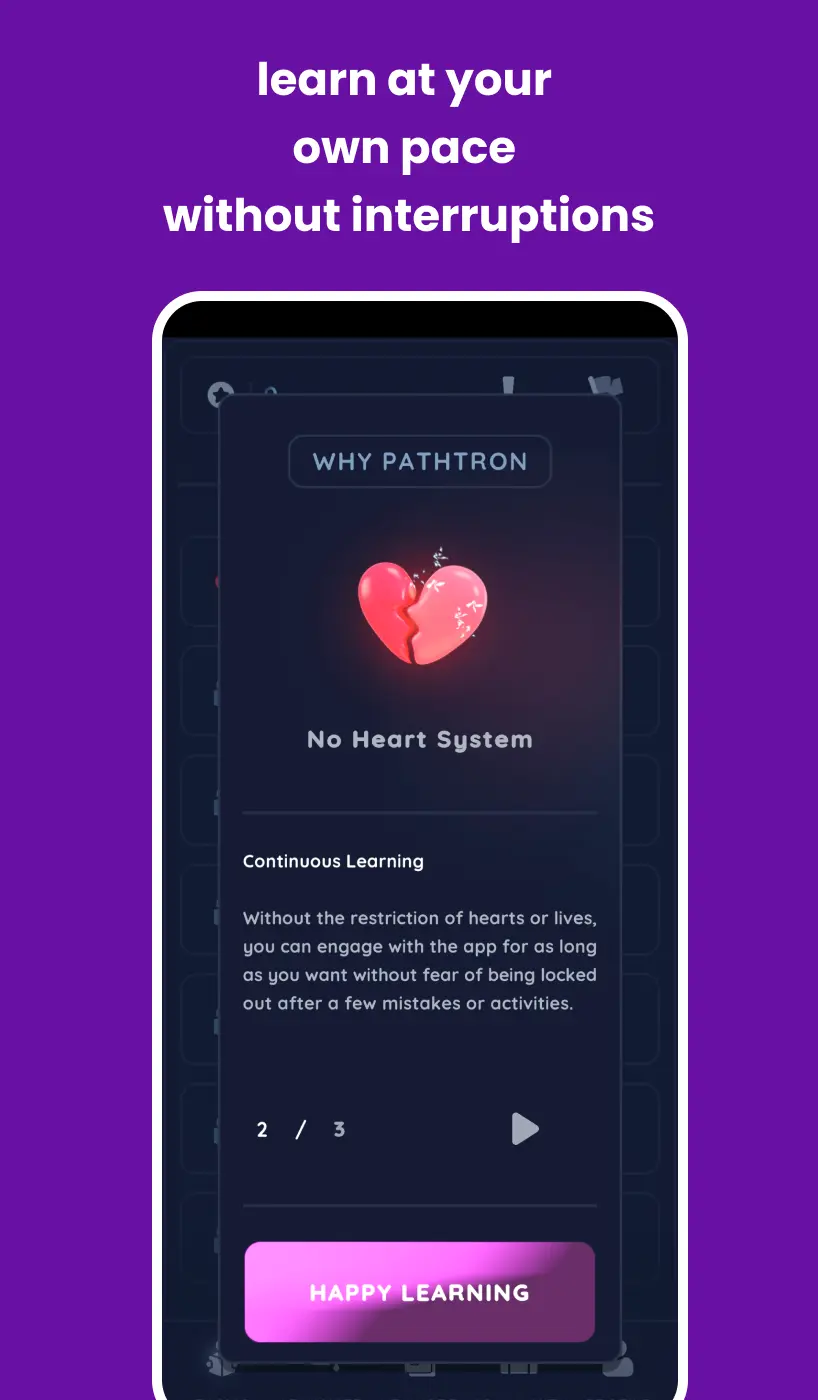 learn at your
own pace
without interruptions
WHY PATHTRON
No Heart System
Continuous Learning
Without the restriction of hearts or lives,
you can engage with the app for as long
as you want without fear of being locked
out after a few mistakes or activities.
2 / 3
HAPPY LEARNING